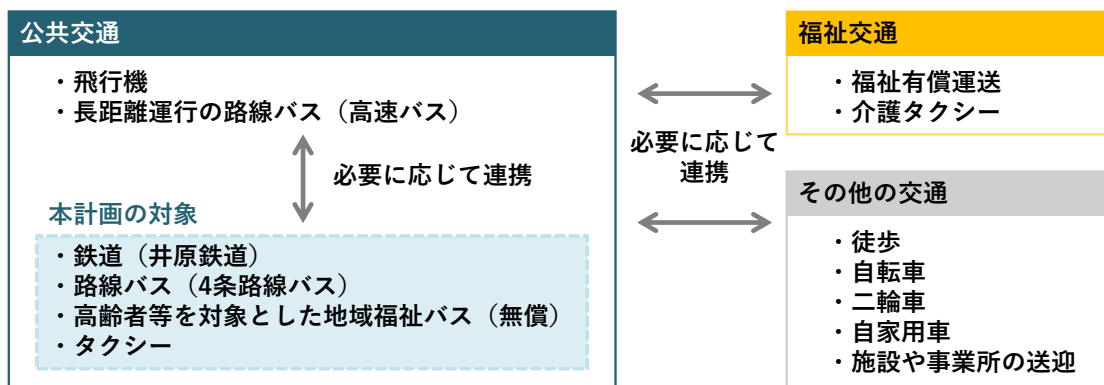 公共交通
・飛行機
・長距離運行の路線バス（高速バス）
必要に応じて連携
本計画の対象
・鉄道（井原鉄道）
・路線バス（4条路線バス）
・高齢者等を対象とした地域福祉バス（無償）
・タクシー
必要に応じて
連携
福祉交通
・福祉有償運送
・介護タクシー
その他の交通
・徒歩
・自転車
・二輪車
・自家用車
・施設や事業所の送迎